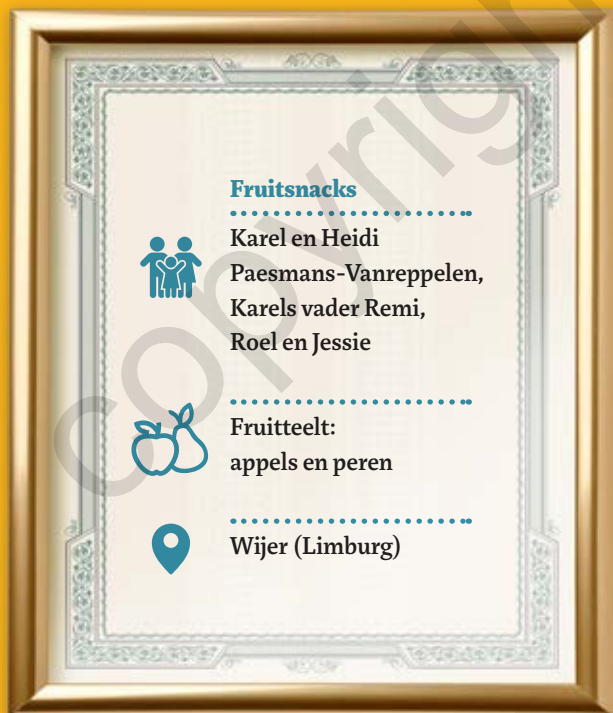 Fruitsnacks
Karel en Heidi
Paesmans-Vanreppelen,
Karels vader Remi,
Roel en Jessie
Fruitteelt:
appels en peren
Wijer (Limburg)
copyright